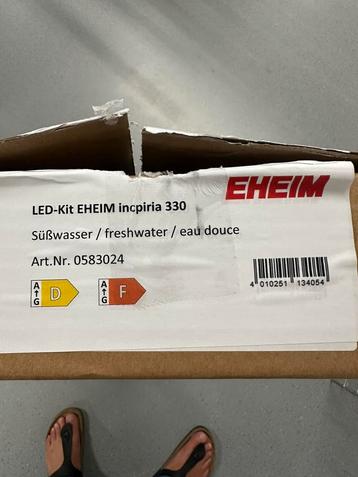 EHEIM
LED-Kit EHEIM incpiria 330
Süßwasser / freshwater / eau douce
Art.Nr. 0583024
A↑G D A↑G F
4 010251 134054